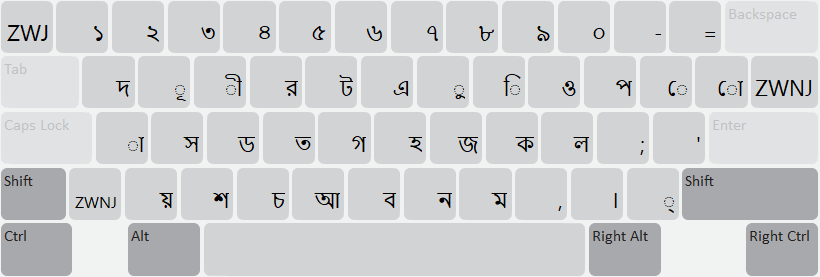 ZWJ ১ ২ ৩ ৪ ৫ ৬ ৭ ৮ ৯ ০ - = Backspace
Tab দ ূ ী র ট এ ু ি ও প ে ো ZWNJ
Caps Lock া স ড ত গ হ জ ক ল ; ' Enter
Shift ZWNJ য় শ চ আ ব ন ম , । ্ Shift
Ctrl Alt Right Alt Right Ctrl